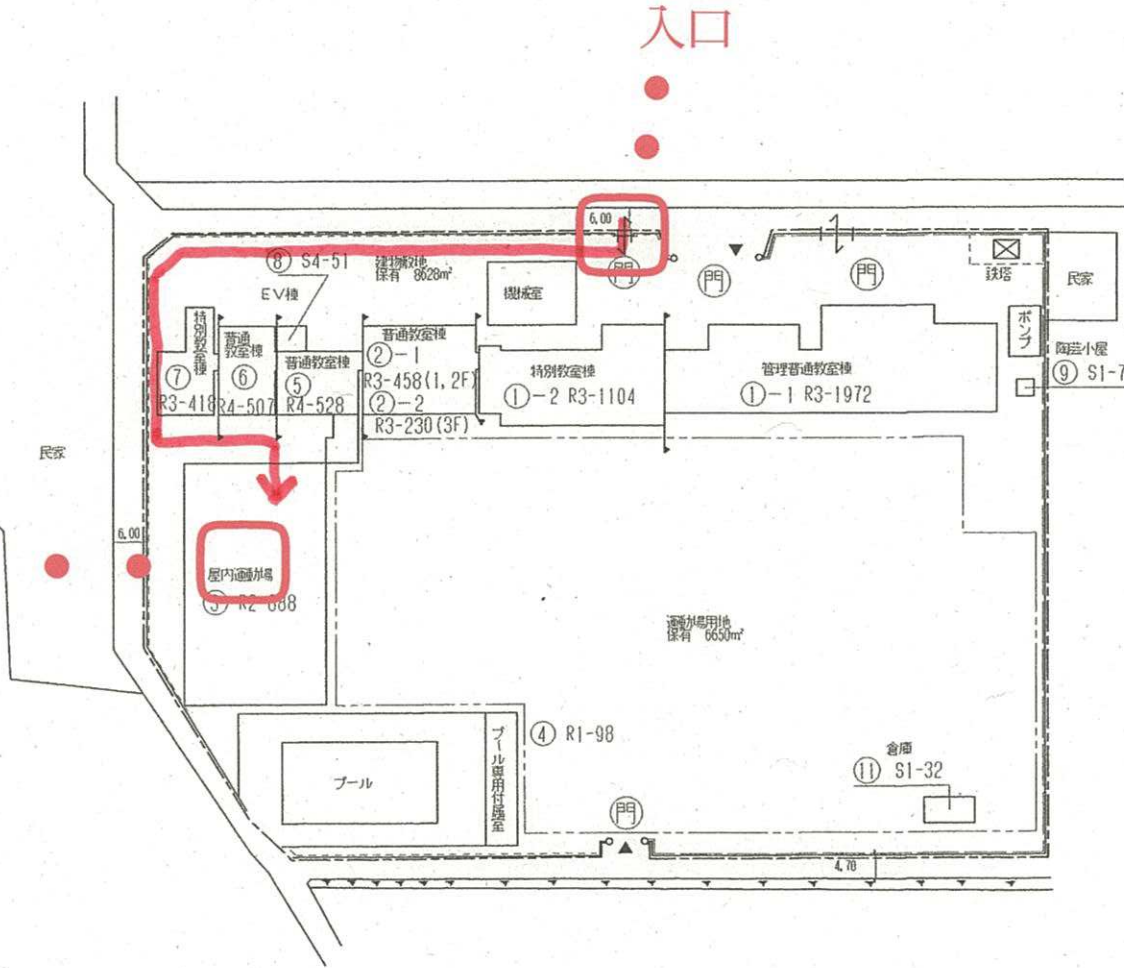 入口
6.00
門
門
門
⑧ S4-51
EV棟
建物敷地
保有 8628m²
機械室
鉄塔
民家
ポンプ
陶芸小屋
⑨ S1-7
特別教室棟
⑦
R3-418
普通
教室棟
⑥
R4-507
普通教室棟
⑤
R4-528
普通教室棟
②-1
R3-458(1,2F)
②-2
R3-230(3F)
特別教室棟
①-2 R3-1104
管理普通教室棟
①-1 R3-1972
民家
6.00
屋内運動場
運動場用地
保有 6650m²
④ R1-98
プール
プール専用付属室
倉庫
⑪ S1-32
門
4.70